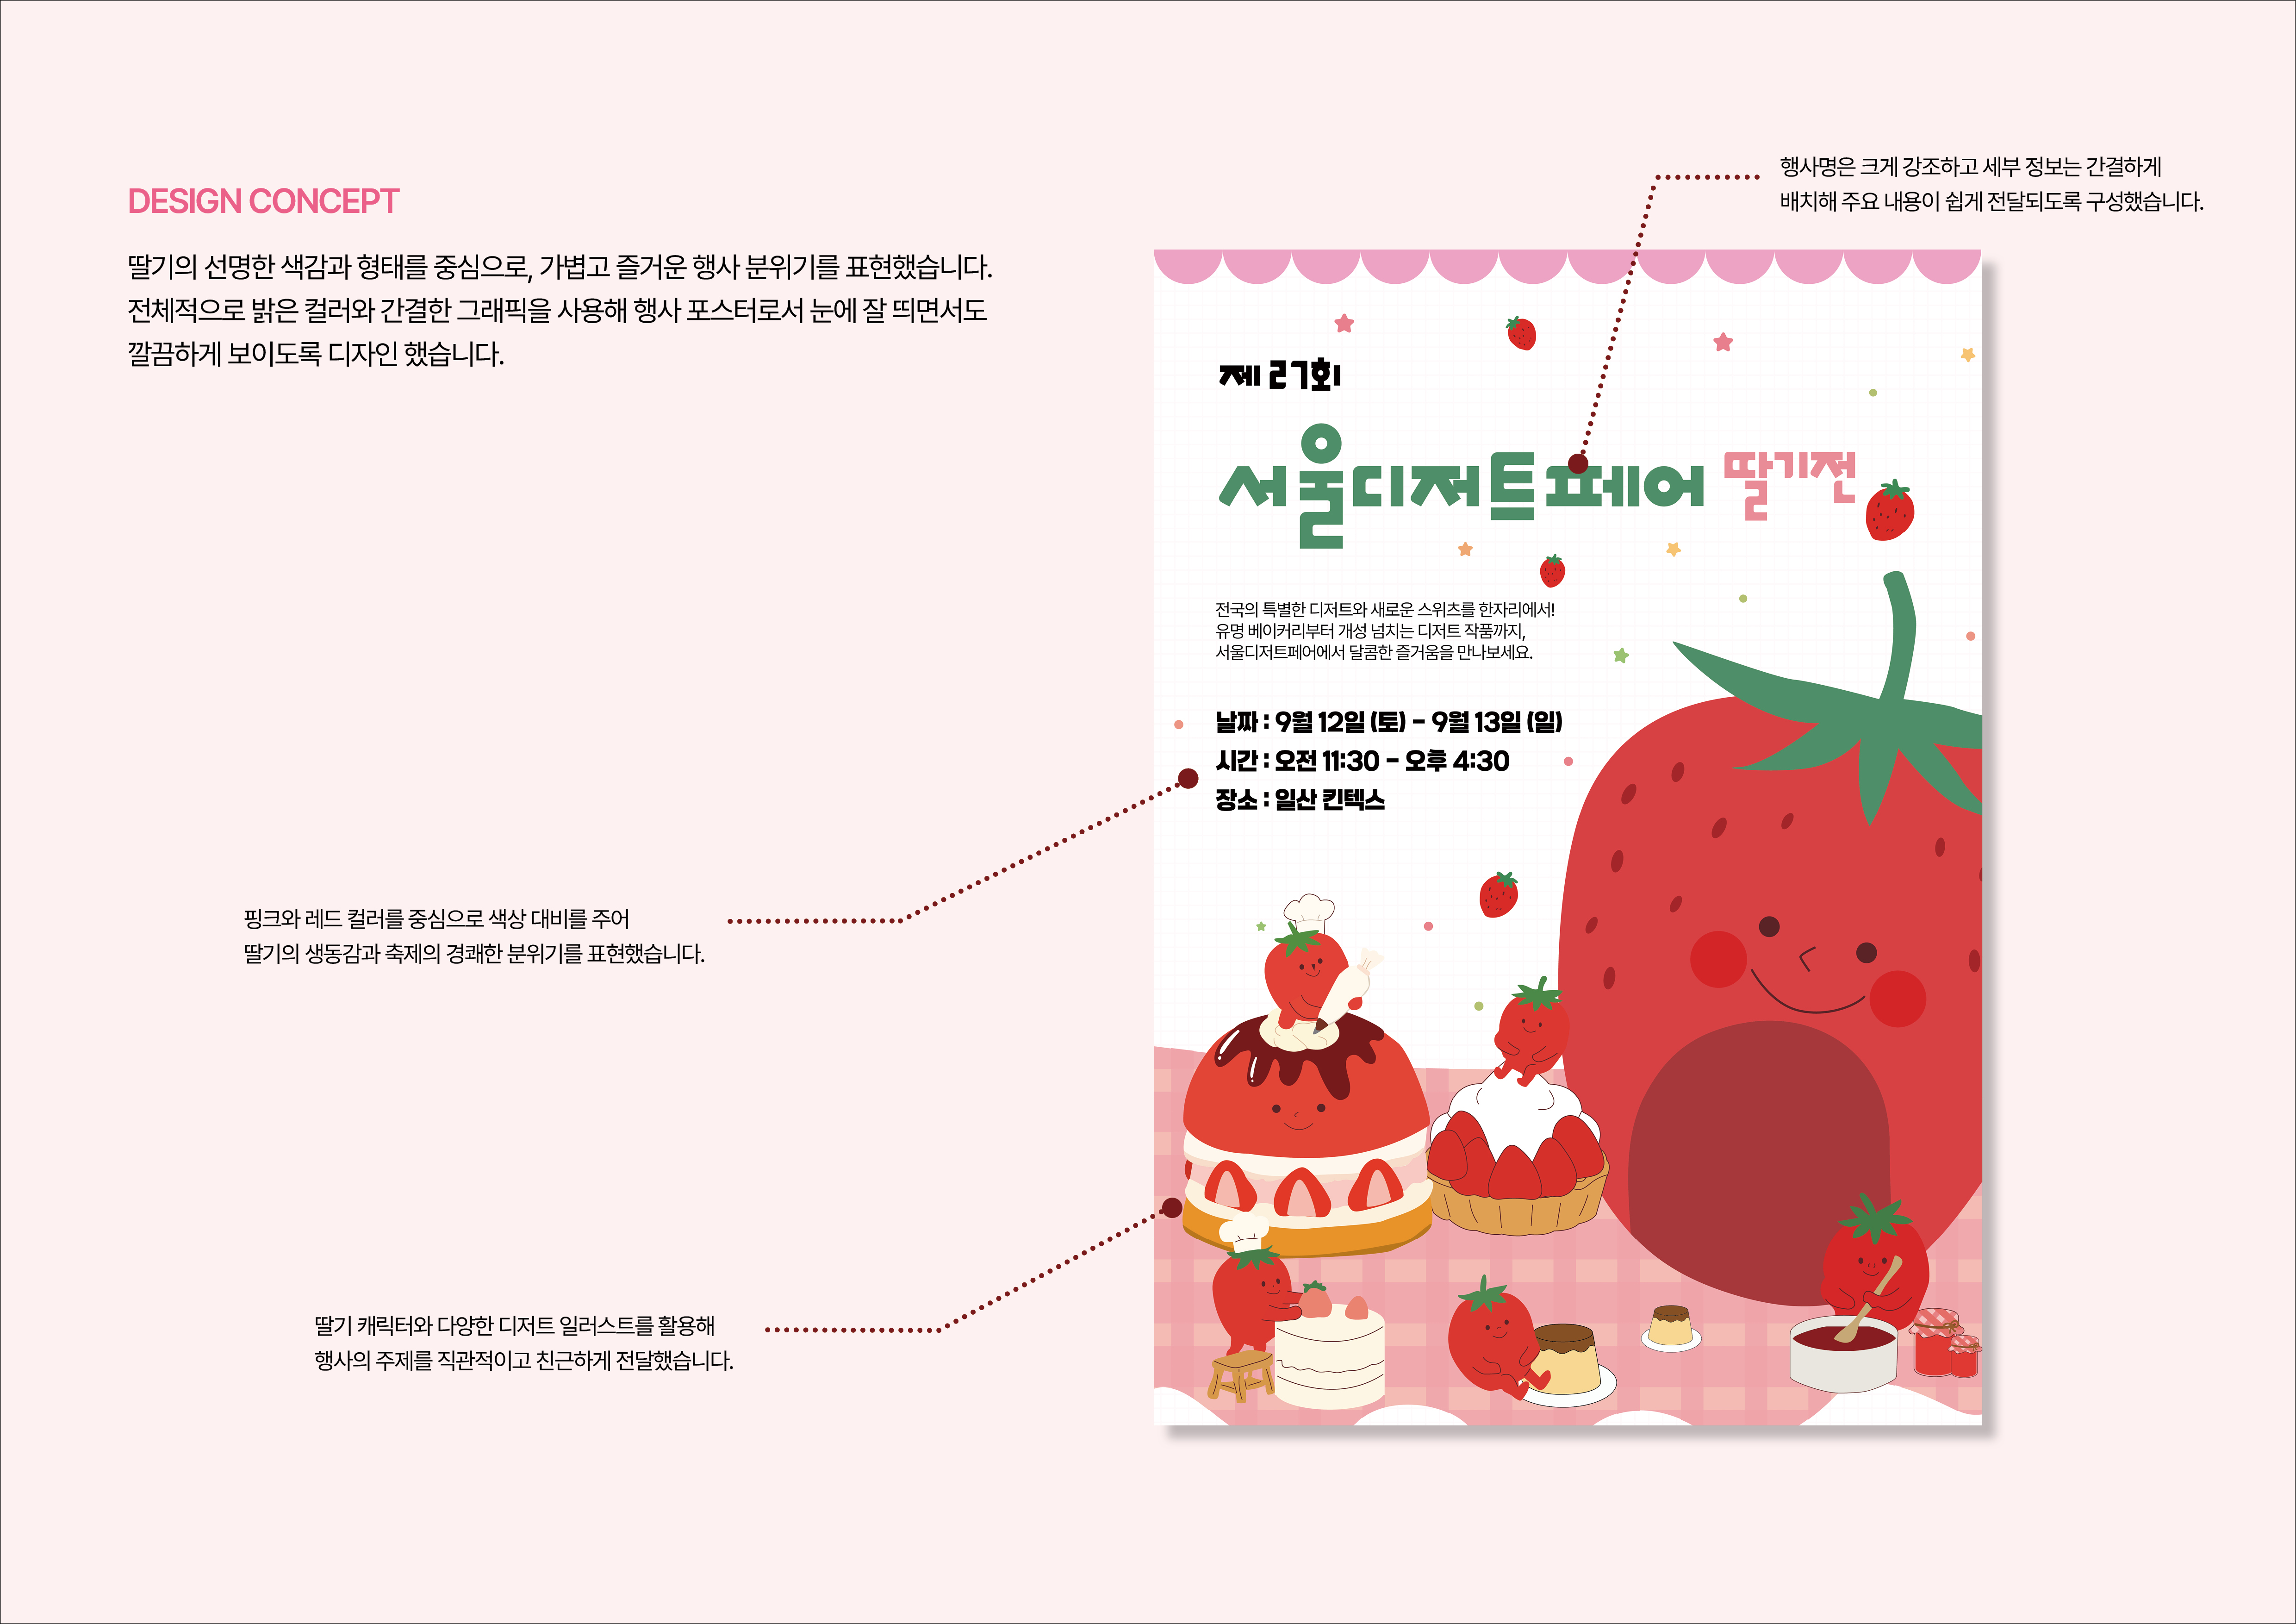 DESIGN CONCEPT
딸기의 선명한 색감과 형태를 중심으로, 가볍고 즐거운 행사 분위기를 표현했습니다.
전체적으로 밝은 컬러와 간결한 그래픽을 사용해 행사 포스터로서 눈에 잘 띄면서도
깔끔하게 보이도록 디자인 했습니다.
행사명은 크게 강조하고 세부 정보는 간결하게
배치해 주요 내용이 쉽게 전달되도록 구성했습니다.
제 27회
서울디저트페어 딸기전
전국의 특별한 디저트와 새로운 스위츠를 한자리에서!
유명 베이커리부터 개성 넘치는 디저트 작품까지,
서울디저트페어에서 달콤한 즐거움을 만나보세요.
날짜 : 9월 12일 (토) - 9월 13일 (일)
시간 : 오전 11:30 - 오후 4:30
장소 : 일산 킨텍스
핑크와 레드 컬러를 중심으로 색상 대비를 주어
딸기의 생동감과 축제의 경쾌한 분위기를 표현했습니다.
딸기 캐릭터와 다양한 디저트 일러스트를 활용해
행사의 주제를 직관적이고 친근하게 전달했습니다.